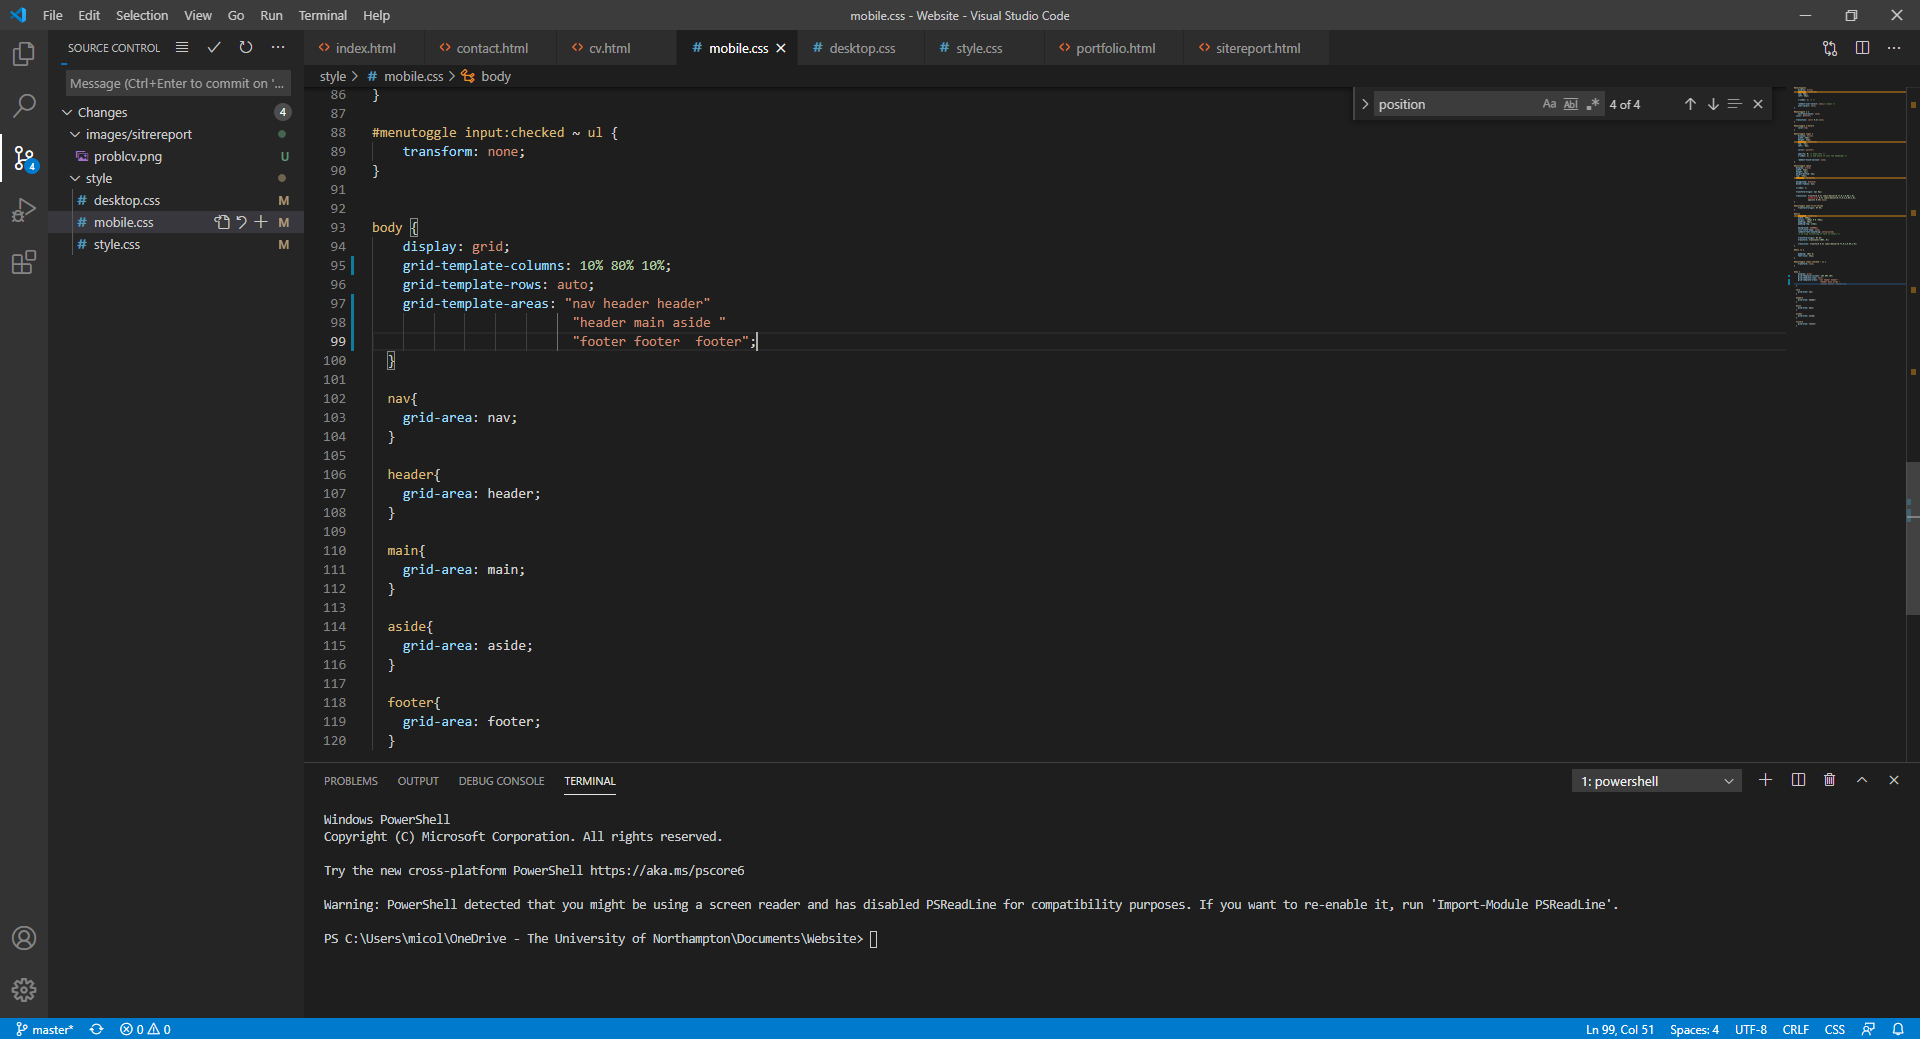 File Edit Selection View Go Run Terminal Help
mobile.css - Website - Visual Studio Code
SOURCE CONTROL
Message (Ctrl+Enter to commit on '...
Changes 4
images/sitrereport
problcv.png U
style
# desktop.css M
# mobile.css M
# style.css M
4
index.html contact.html cv.html # mobile.css # desktop.css # style.css portfolio.html sitereport.html
style > # mobile.css > body
position Aa Abl .* 4 of 4
86 }
87
88 #menutoggle input:checked ~ ul {
89 transform: none;
90 }
91
92
93 body {
94 display: grid;
95 grid-template-columns: 10% 80% 10%;
96 grid-template-rows: auto;
97 grid-template-areas: "nav header header"
98 "header main aside "
99 "footer footer  footer";
100 }
101
102 nav{
103 grid-area: nav;
104 }
105
106 header{
107 grid-area: header;
108 }
109
110 main{
111 grid-area: main;
112 }
113
114 aside{
115 grid-area: aside;
116 }
117
118 footer{
119 grid-area: footer;
120 }
PROBLEMS OUTPUT DEBUG CONSOLE TERMINAL
1: powershell
Windows PowerShell
Copyright (C) Microsoft Corporation. All rights reserved.
Try the new cross-platform PowerShell https://aka.ms/pscore6
Warning: PowerShell detected that you might be using a screen reader and has disabled PSReadLine for compatibility purposes. If you want to re-enable it, run 'Import-Module PSReadLine'.
PS C:\Users\micol\OneDrive - The University of Northampton\Documents\Website>
master* 0 0
Ln 99, Col 51 Spaces: 4 UTF-8 CRLF CSS